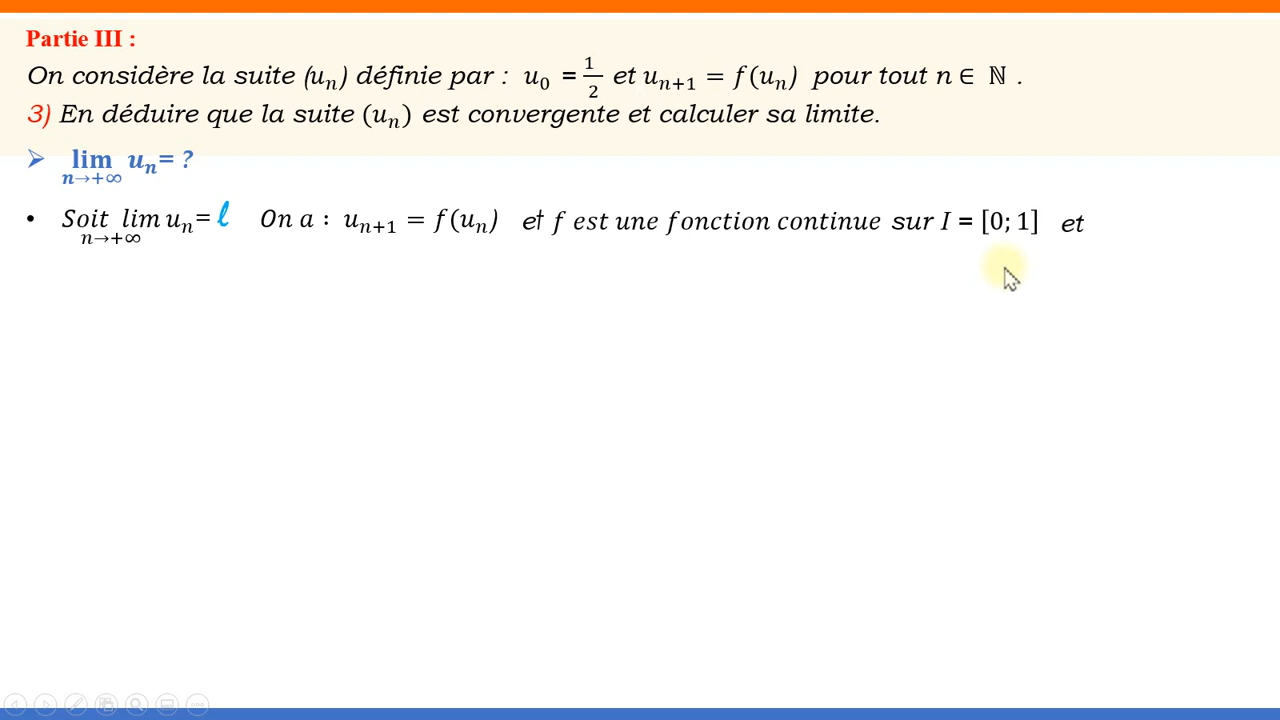 Partie III :
On considère la suite (uₙ) définie par : u₀ = 1/2 et uₙ₊₁ = f(uₙ) pour tout n ∈ ℕ .
3) En déduire que la suite (uₙ) est convergente et calculer sa limite.
➢ lim n→+∞ uₙ= ?
• Soit lim n→+∞ uₙ= ℓ On a : uₙ₊₁ = f(uₙ) et f est une fonction continue sur I = [0; 1] et